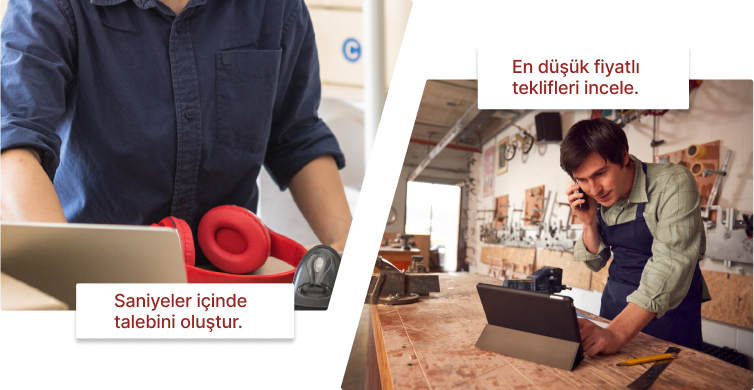 En düşük fiyatlı
teklifleri incele.
C
Saniyeler içinde
talebini oluştur.